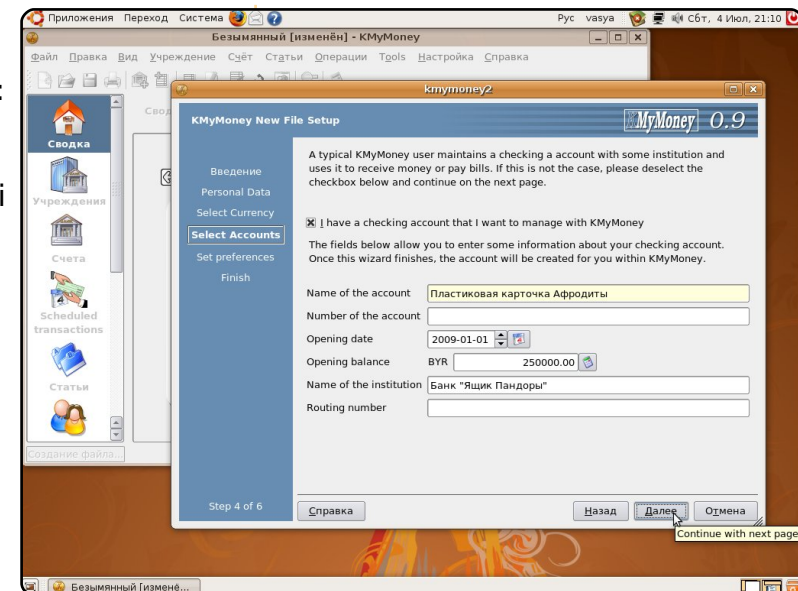 Приложения Переход Система
Рус vasya Сбт, 4 Июл, 21:10
Безымянный [изменён] - KMyMoney
Файл Правка Вид Учреждение Счёт Статьи Операции Tools Настройка Справка
kmymoney2
KMyMoney New File Setup
MyMoney 0.9
Сводка
Учреждения
Счета
Scheduled
transactions
Статьи
Создание файла...
Введение
Personal Data
Select Currency
Select Accounts
Set preferences
Finish
Step 4 of 6
A typical KMyMoney user maintains a checking a account with some institution and
uses it to receive money or pay bills. If this is not the case, please deselect the
checkbox below and continue on the next page.
I have a checking account that I want to manage with KMyMoney
The fields below allow you to enter some information about your checking account.
Once this wizard finishes, the account will be created for you within KMyMoney.
Name of the account Пластиковая карточка Афродиты
Number of the account
Opening date 2009-01-01
Opening balance BYR 250000.00
Name of the institution Банк "Ящик Пандоры"
Routing number
Справка Назад Далее Отмена
Continue with next page
Безымянный [изменё...